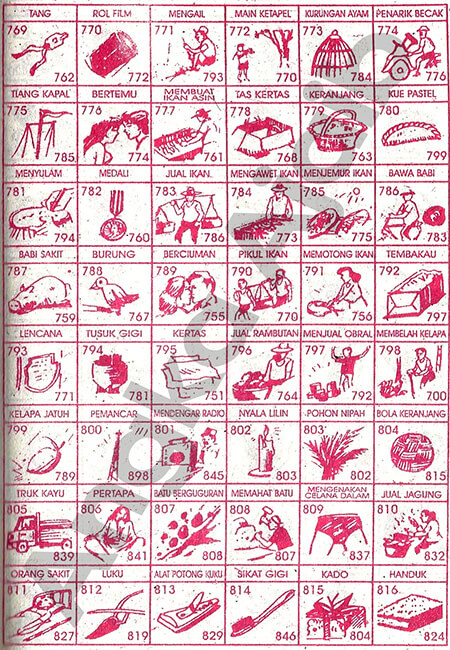 TANG ROL FILM MENGAIL MAIN KETAPEL KURUNGAN AYAM PENARIK BECAK
769 770 771 772 773 774
762 772 793 770 784 776
TIANG KAPAL BERTEMU MEMBUAT IKAN ASIN TAS KERTAS KERANJANG KUE PASTEL
775 776 777 778 779 780
785 774 761 768 763 799
MENYULAM MEDALI JUAL IKAN MENGAWET IKAN MENJEMUR IKAN BAWA BABI
781 782 783 784 785 786
794 760 786 773 775 783
BABI SAKIT BURUNG BERCIUMAN PIKUL IKAN MEMOTONG IKAN TEMBAKAU
787 788 789 790 791 792
759 767 755 770 756 797
LENCANA TUSUK GIGI KERTAS JUAL RAMBUTAN MENJUAL OBRAL MEMBELAH KELAPA
793 794 795 796 797 798
771 781 751 764 792 700
KELAPA JATUH PEMANCAR MENDENGAR RADIO NYALA LILIN POHON NIPAH BOLA KERANJANG
799 800 801 802 803 804
789 898 845 803 802 815
TRUK KAYU PERTAPA BATU BERGUGURAN MEMAHAT BATU MENGENAKAN CELANA DALAM JUAL JAGUNG
805 806 807 808 809 810
839 841 808 807 837 832
ORANG SAKIT LUKU ALAT POTONG KUKU SIKAT GIGI KADO HANDUK
811 812 813 814 815 816
827 819 829 846 804 824